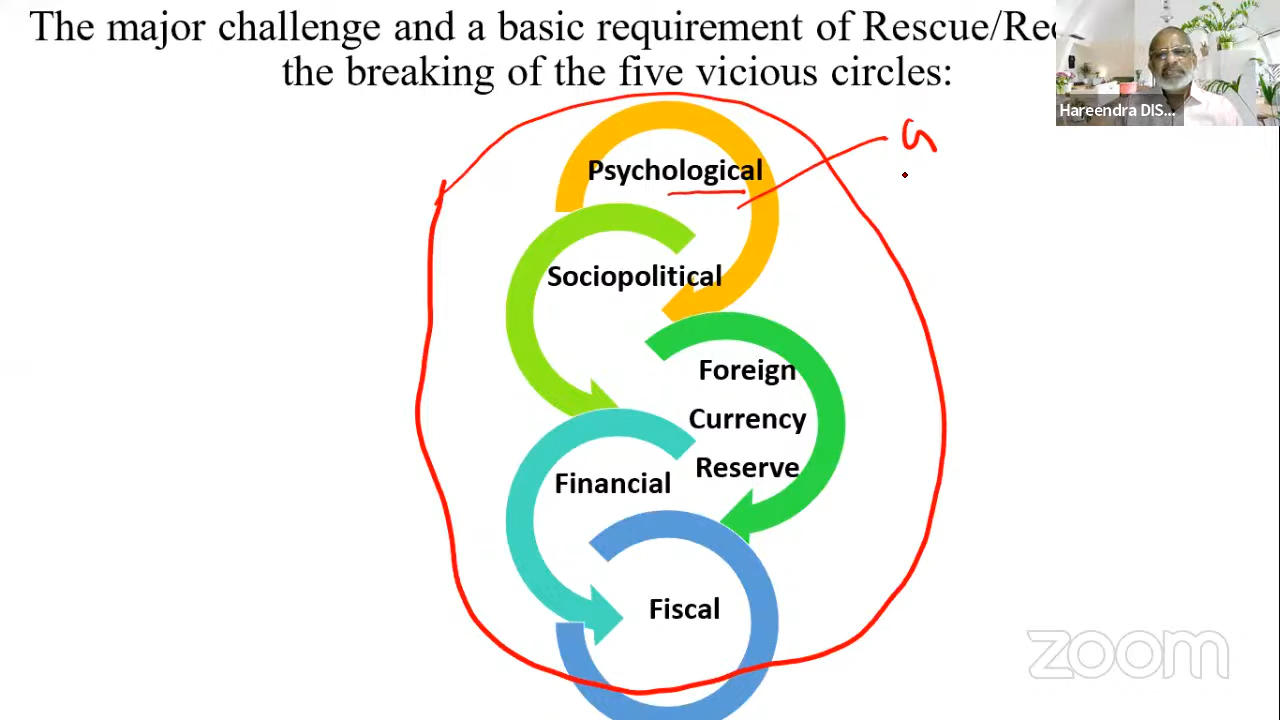 The major challenge and a basic requirement of Rescue/
the breaking of the five vicious circles:
Hareendra DIS...
Psychological
Sociopolitical
Foreign
Currency
Reserve
Financial
Fiscal
zoom